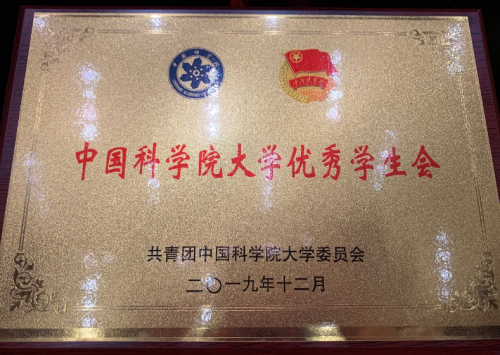 中国科学院大学优秀学生会
共青团中国科学院大学委员会
二〇一九年十二月